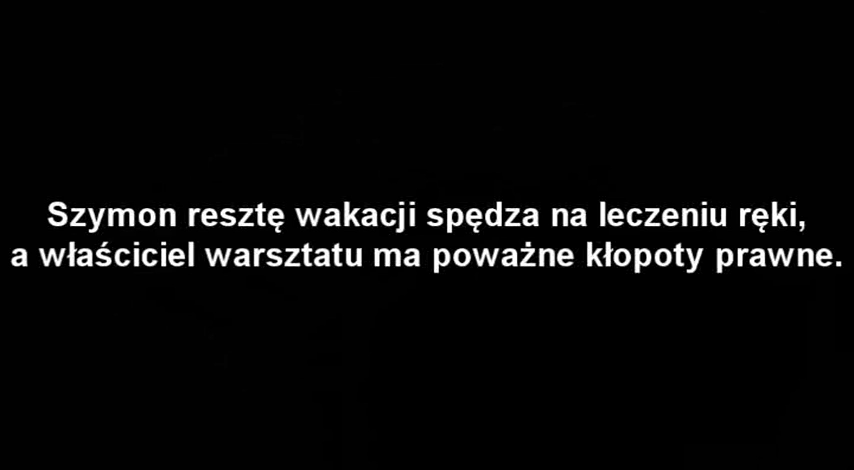 Szymon resztę wakacji spędza na leczeniu ręki,
a właściciel warsztatu ma poważne kłopoty prawne.